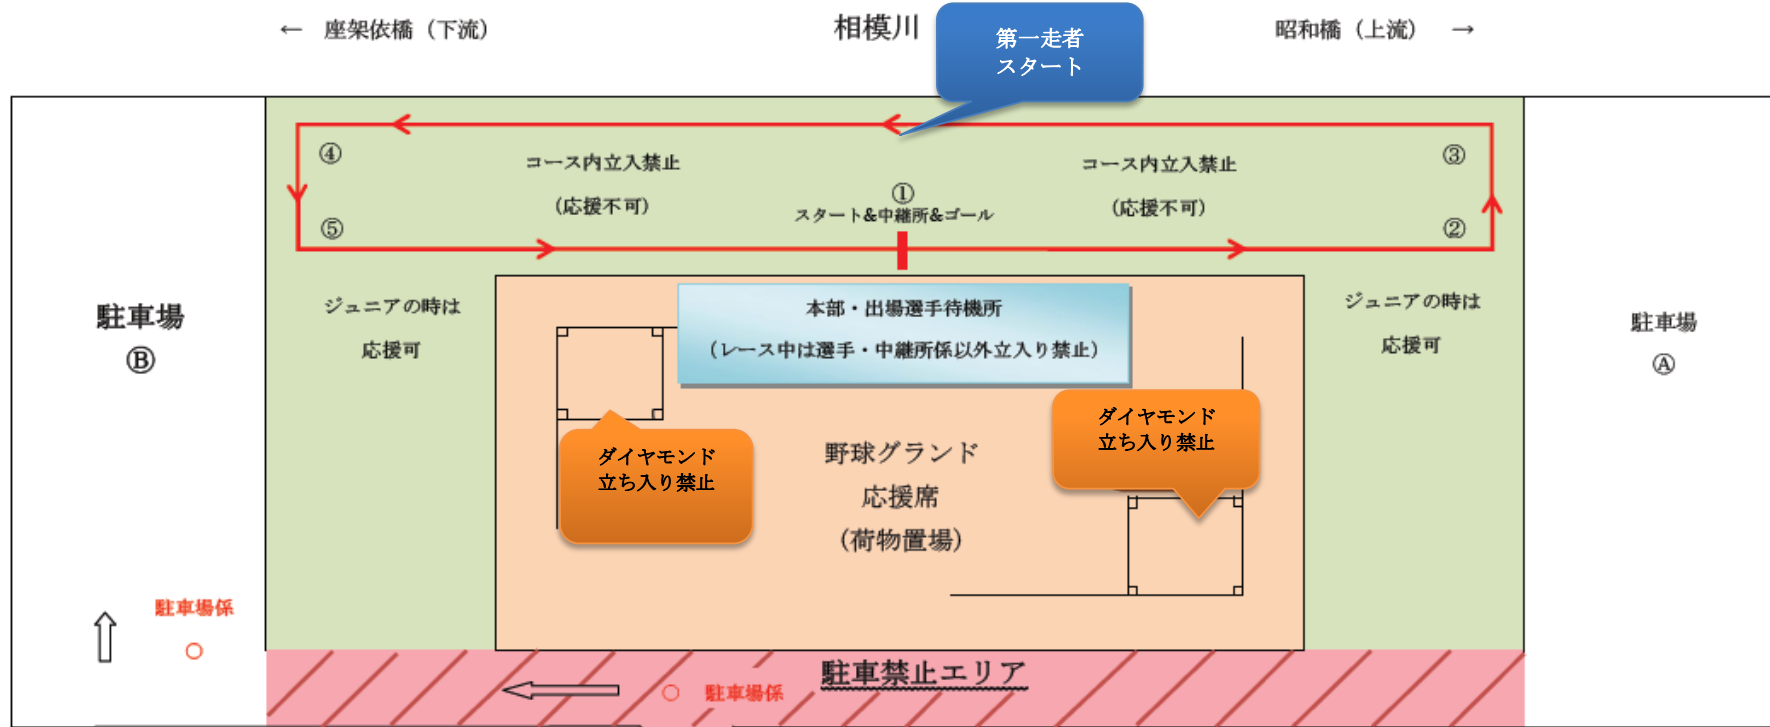 ← 座架依橋（下流）
相模川
昭和橋（上流） →
第一走者
スタート
④
コース内立入禁止
（応援不可）
①
スタート&中継所&ゴール
コース内立入禁止
（応援不可）
③
⑤
②
駐車場
Ⓑ
ジュニアの時は
応援可
本部・出場選手待機所
（レース中は選手・中継所係以外立入り禁止）
ジュニアの時は
応援可
駐車場
Ⓐ
ダイヤモンド
立ち入り禁止
ダイヤモンド
立ち入り禁止
野球グランド
応援席
（荷物置場）
駐車場係
○
駐車禁止エリア
○ 駐車場係